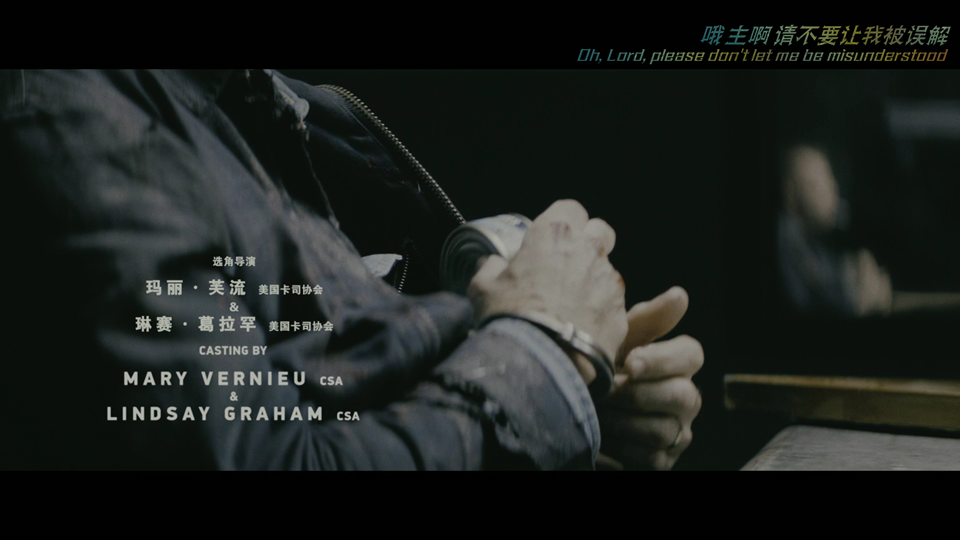 哦主啊请不要让我被误解
Oh, Lord, please don't let me be misunderstood
选角导演
玛丽·芙流 美国卡司协会
&
琳赛·葛拉罕 美国卡司协会
CASTING BY
MARY VERNIEU CSA
&
LINDSAY GRAHAM CSA